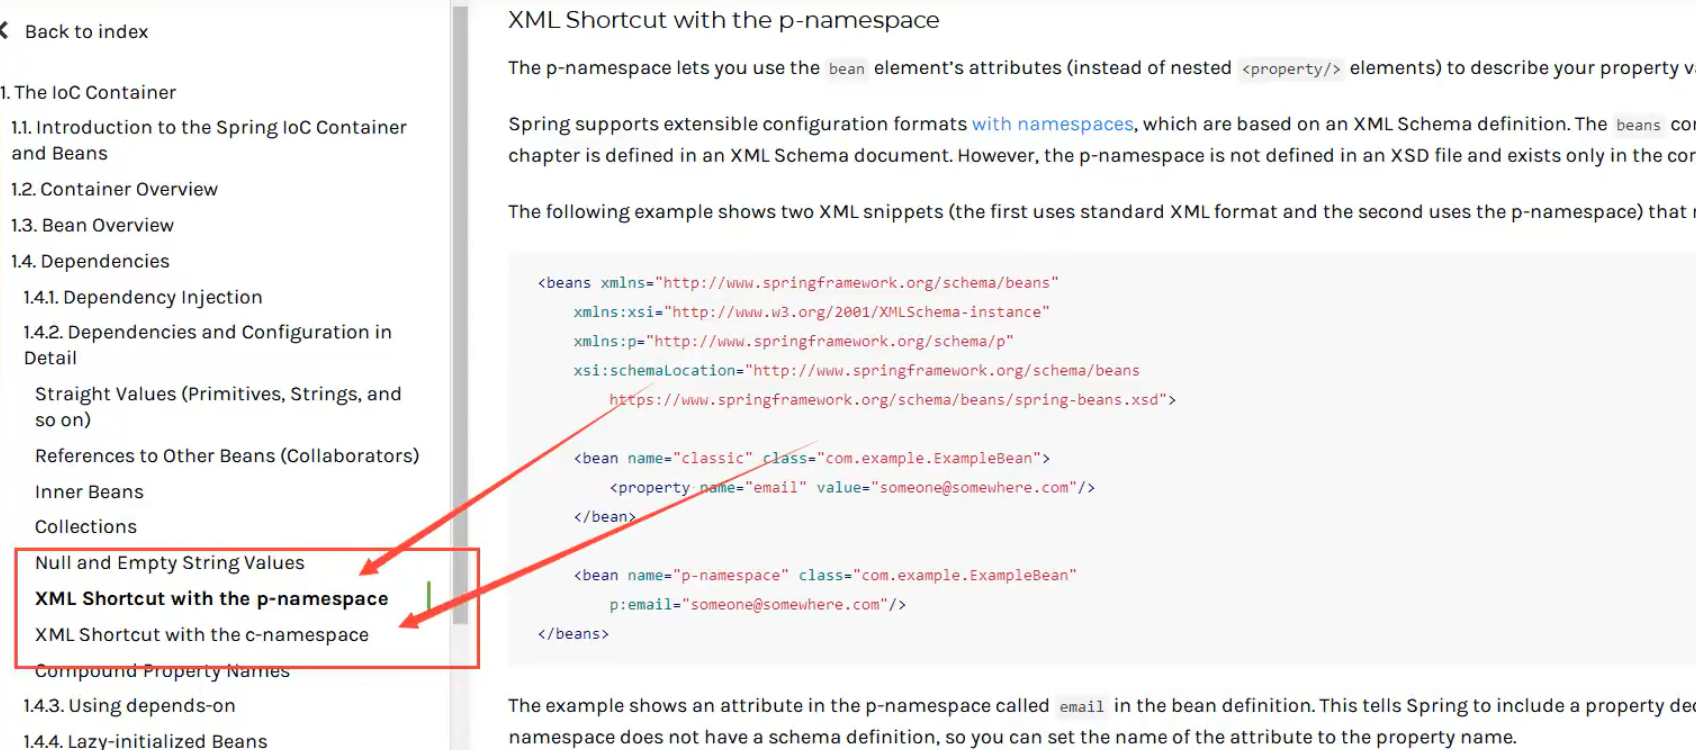 Back to index
1. The IoC Container
1.1. Introduction to the Spring IoC Container
and Beans
1.2. Container Overview
1.3. Bean Overview
1.4. Dependencies
1.4.1. Dependency Injection
1.4.2. Dependencies and Configuration in
Detail
Straight Values (Primitives, Strings, and
so on)
References to Other Beans (Collaborators)
Inner Beans
Collections
Null and Empty String Values
XML Shortcut with the p-namespace
XML Shortcut with the c-namespace
Compound Property Names
1.4.3. Using depends-on
1.4.4. Lazy-initialized Beans
XML Shortcut with the p-namespace
The p-namespace lets you use the bean element's attributes (instead of nested <property/> elements) to describe your property
Spring supports extensible configuration formats with namespaces, which are based on an XML Schema definition. The beans
chapter is defined in an XML Schema document. However, the p-namespace is not defined in an XSD file and exists only in the
The following example shows two XML snippets (the first uses standard XML format and the second uses the p-namespace) that
<beans xmlns="http://www.springframework.org/schema/beans"
xmlns:xsi="http://www.w3.org/2001/XMLSchema-instance"
xmlns:p="http://www.springframework.org/schema/p"
xsi:schemaLocation="http://www.springframework.org/schema/beans
https://www.springframework.org/schema/beans/spring-beans.xsd">
<bean name="classic" class="com.example.ExampleBean">
<property name="email" value="someone@somewhere.com"/>
</bean>
<bean name="p-namespace" class="com.example.ExampleBean"
p:email="someone@somewhere.com"/>
</beans>
The example shows an attribute in the p-namespace called email in the bean definition. This tells Spring to include a property
namespace does not have a schema definition, so you can set the name of the attribute to the property name.